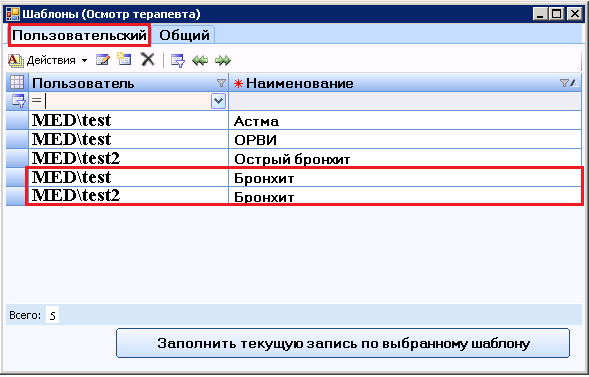 Шаблоны (Осмотр терапевта)
Пользовательский Общий
Действия
Пользователь Наименование
=
MED\test Астма
MED\test ОРВИ
MED\test2 Острый бронхит
MED\test Бронхит
MED\test2 Бронхит
Всего: 5
Заполнить текущую запись по выбранному шаблону